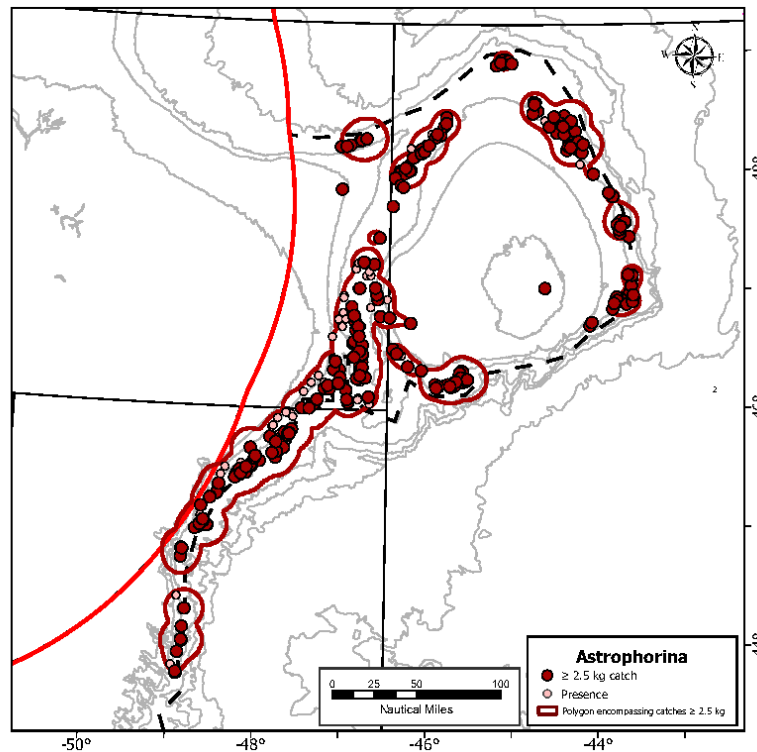 N
W E
S
2
Astrophorina
≥ 2.5 kg catch
Presence
Polygon encompassing catches ≥ 2.5 kg
0 25 50 100
Nautical Miles
-50° -48° -46° -44°